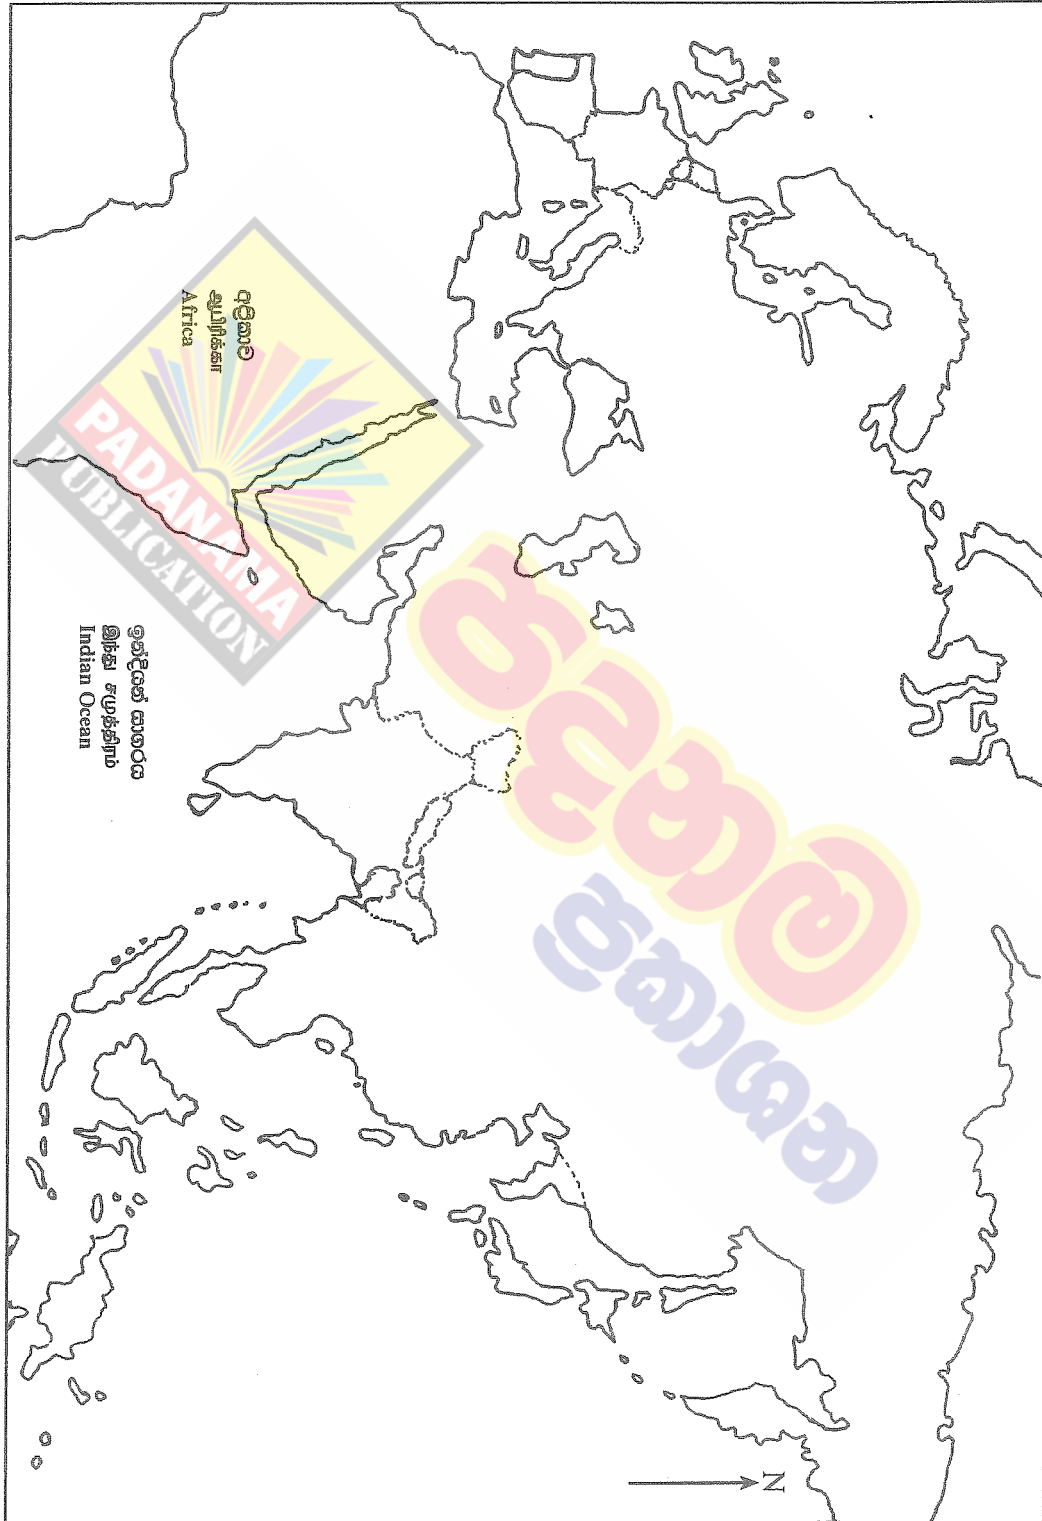 අප්‍රිකාව
ஆபிரிக்கா
Africa
ඉන්දියන් සාගරය
இந்து சமுத்திரம்
Indian Ocean
N
PADANAMA
PUBLICATION